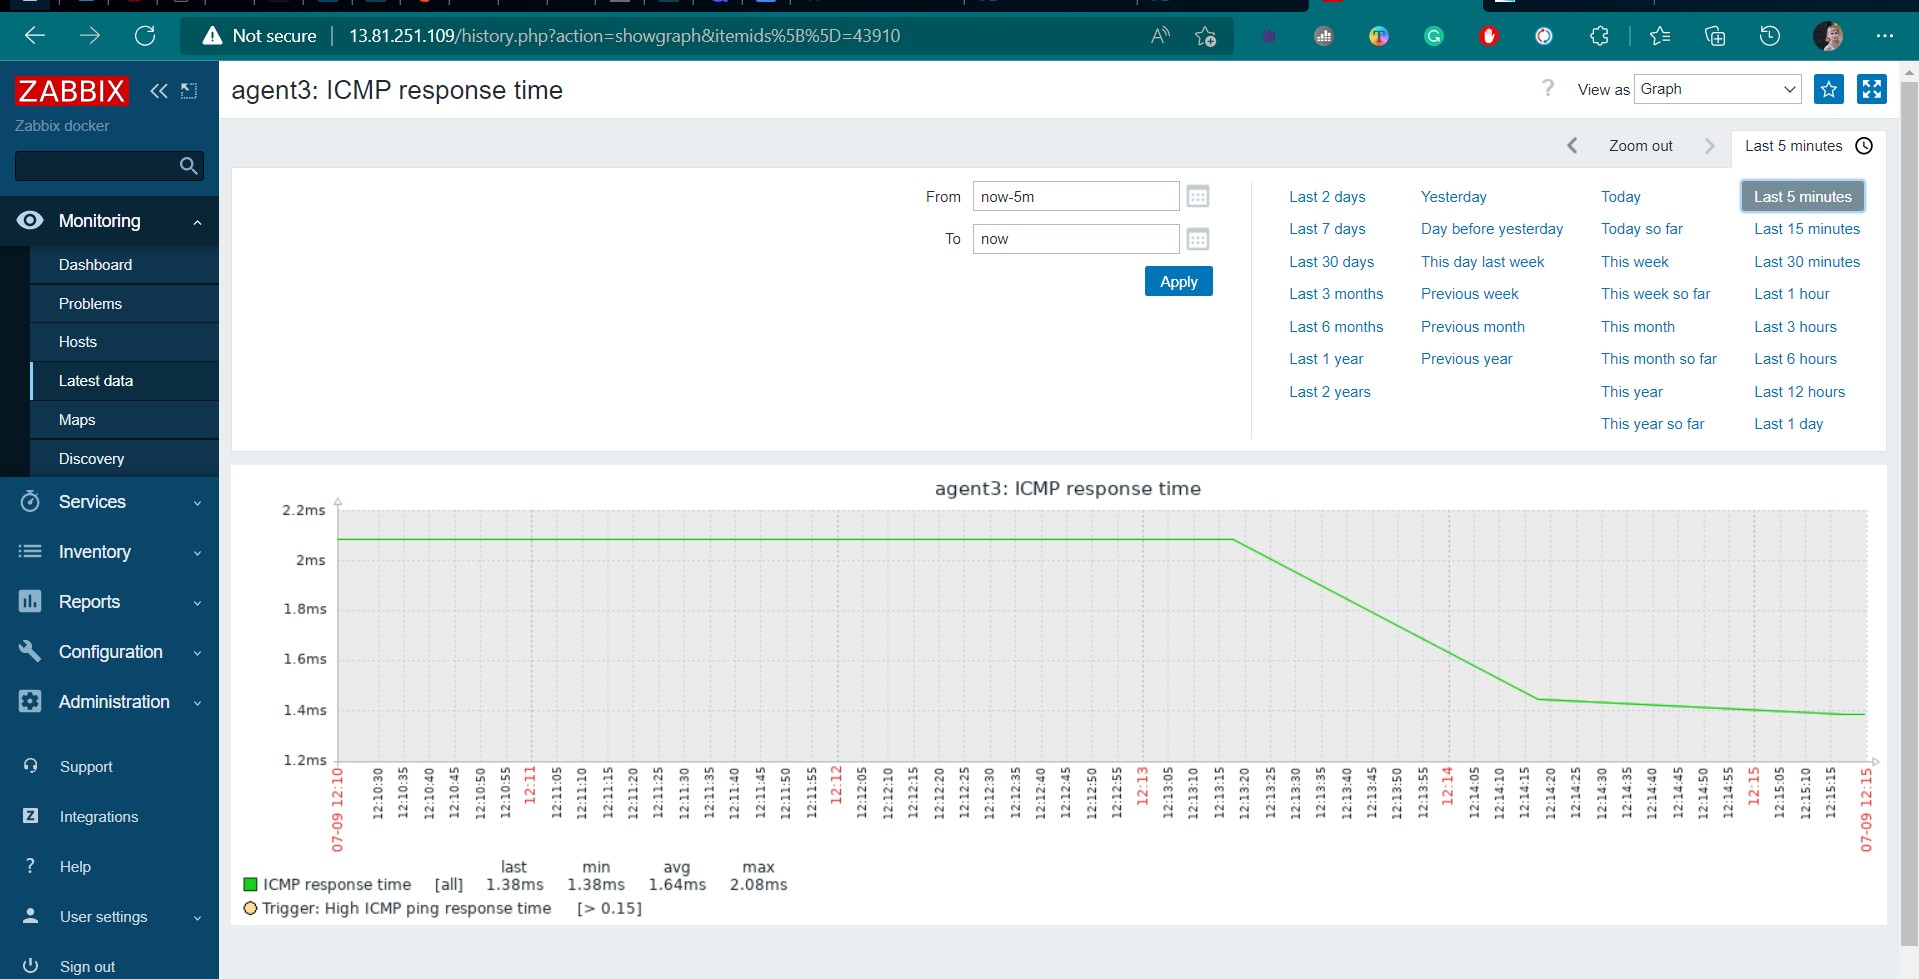 Not secure | 13.81.251.109/history.php?action=showgraph&itemids%5B%5D=43910
ZABBIX
Zabbix docker
Monitoring
Dashboard
Problems
Hosts
Latest data
Maps
Discovery
Services
Inventory
Reports
Configuration
Administration
Support
Integrations
Help
User settings
Sign out
agent3: ICMP response time
? View as Graph
Zoom out
Last 5 minutes
From now-5m
To now
Apply
Last 2 days Yesterday Today Last 5 minutes
Last 7 days Day before yesterday Today so far Last 15 minutes
Last 30 days This day last week This week Last 30 minutes
Last 3 months Previous week This week so far Last 1 hour
Last 6 months Previous month This month Last 3 hours
Last 1 year Previous year This month so far Last 6 hours
Last 2 years This year Last 12 hours
This year so far Last 1 day
agent3: ICMP response time
2.2ms
2ms
1.8ms
1.6ms
1.4ms
1.2ms
07-09 12:10
12:10:30
12:10:35
12:10:40
12:10:45
12:10:50
12:10:55
12:11
12:11:05
12:11:10
12:11:15
12:11:20
12:11:25
12:11:30
12:11:35
12:11:40
12:11:45
12:11:50
12:11:55
12:12
12:12:05
12:12:10
12:12:15
12:12:20
12:12:25
12:12:30
12:12:35
12:12:40
12:12:45
12:12:50
12:12:55
12:13
12:13:05
12:13:10
12:13:15
12:13:20
12:13:25
12:13:30
12:13:35
12:13:40
12:13:45
12:13:50
12:13:55
12:14
12:14:05
12:14:10
12:14:15
12:14:20
12:14:25
12:14:30
12:14:35
12:14:40
12:14:45
12:14:50
12:14:55
12:15
12:15:05
12:15:10
12:15:15
07-09 12:15
last min avg max
ICMP response time [all] 1.38ms 1.38ms 1.64ms 2.08ms
Trigger: High ICMP ping response time [> 0.15]